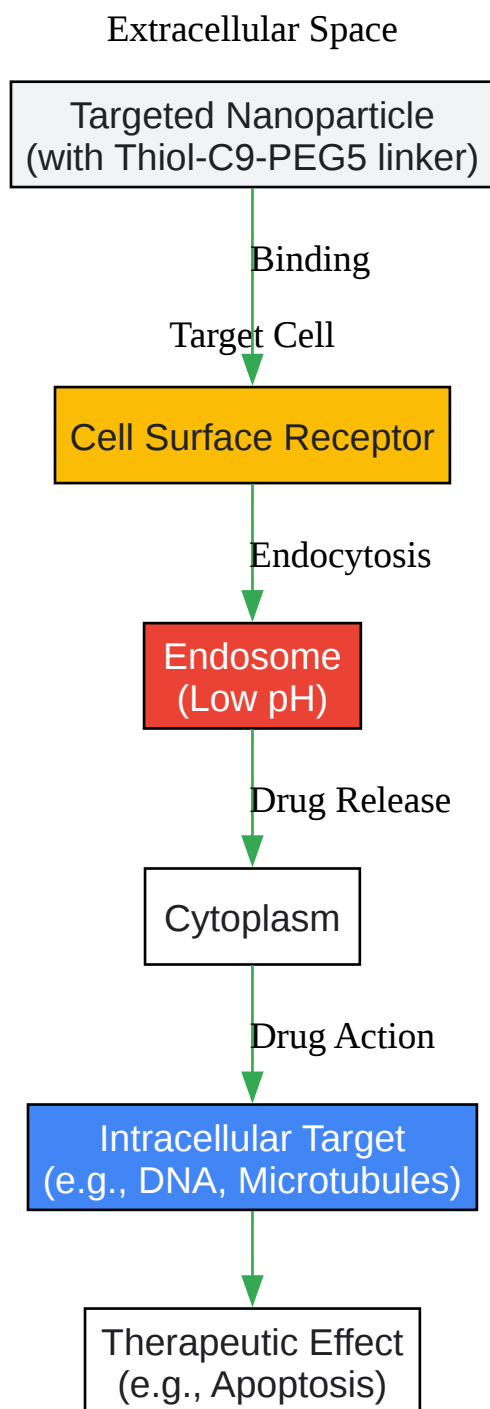 Extracellular Space
Targeted Nanoparticle
(with Thiol-C9-PEG5 linker)
Binding
Target Cell
Cell Surface Receptor
Endocytosis
Endosome
(Low pH)
Drug Release
Cytoplasm
Drug Action
Intracellular Target
(e.g., DNA, Microtubules)
Therapeutic Effect
(e.g., Apoptosis)